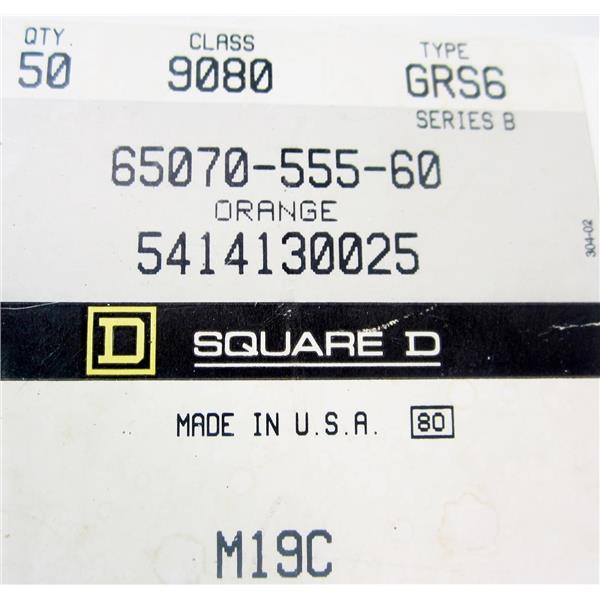 QTY. CLASS TYPE
50 9080 GRS6
SERIES B
65070-555-60
ORANGE
5414130025
304-02
D SQUARE D
MADE IN U.S.A. 80
M19C